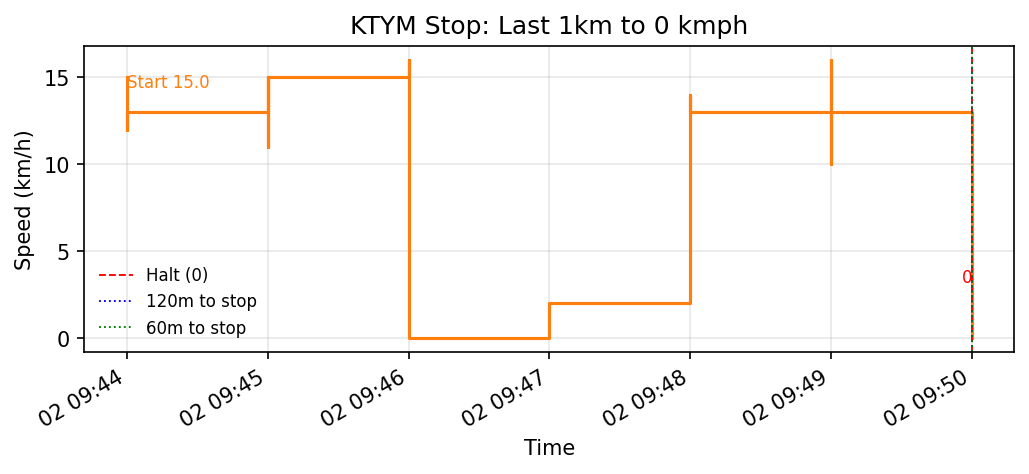 KTYM Stop: Last 1km to 0 kmph
Start 15.0
15
10
5
0
Speed (km/h)
Halt (0)
120m to stop
60m to stop
0
02 09:44
02 09:45
02 09:46
02 09:47
02 09:48
02 09:49
02 09:50
Time